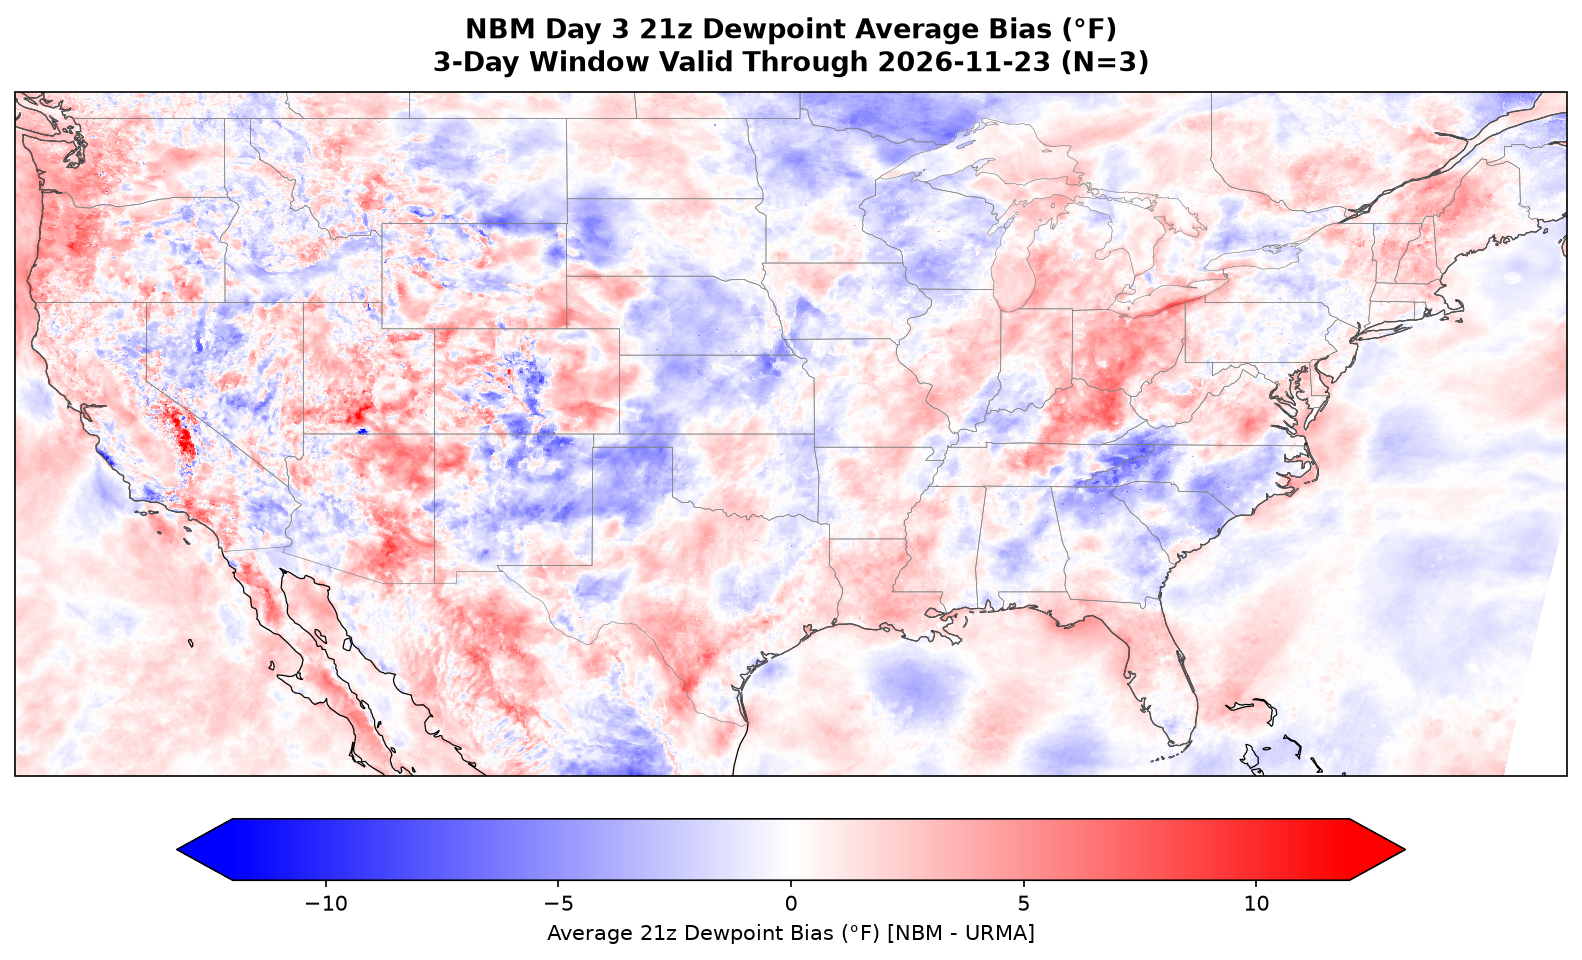 NBM Day 3 21z Dewpoint Average Bias (°F)
3-Day Window Valid Through 2026-11-23 (N=3)
−10 −5 0 5 10
Average 21z Dewpoint Bias (°F) [NBM - URMA]